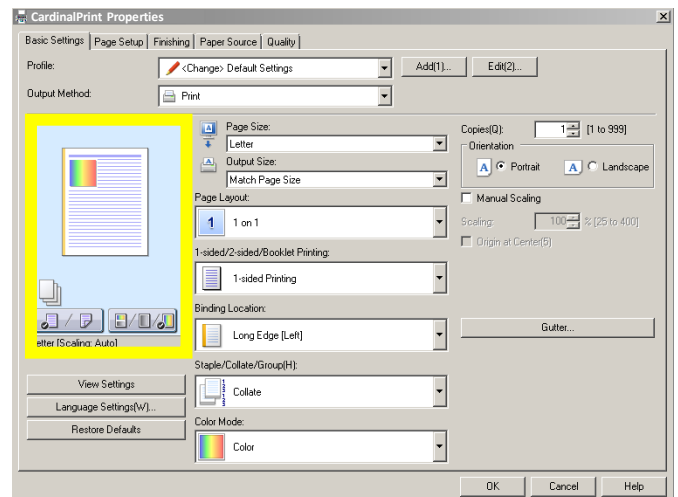 CardinalPrint Properties
Basic Settings Page Setup Finishing Paper Source Quality
Profile: <Change> Default Settings Add(1)... Edit(2)...
Output Method: Print
Page Size:
Letter
Output Size:
Match Page Size
Copies(Q): 1 [1 to 999]
Orientation
A Portrait A Landscape
Page Layout:
1 1 on 1
Manual Scaling
Scaling: 100 % [25 to 400]
Origin at Center(5)
1-sided/2-sided/Booklet Printing:
1-sided Printing
Binding Location:
Long Edge [Left]
Gutter...
etter [Scaling: Auto]
Staple/Collate/Group(H):
Collate
View Settings
Language Settings(W)...
Restore Defaults
Color Mode:
Color
OK Cancel Help